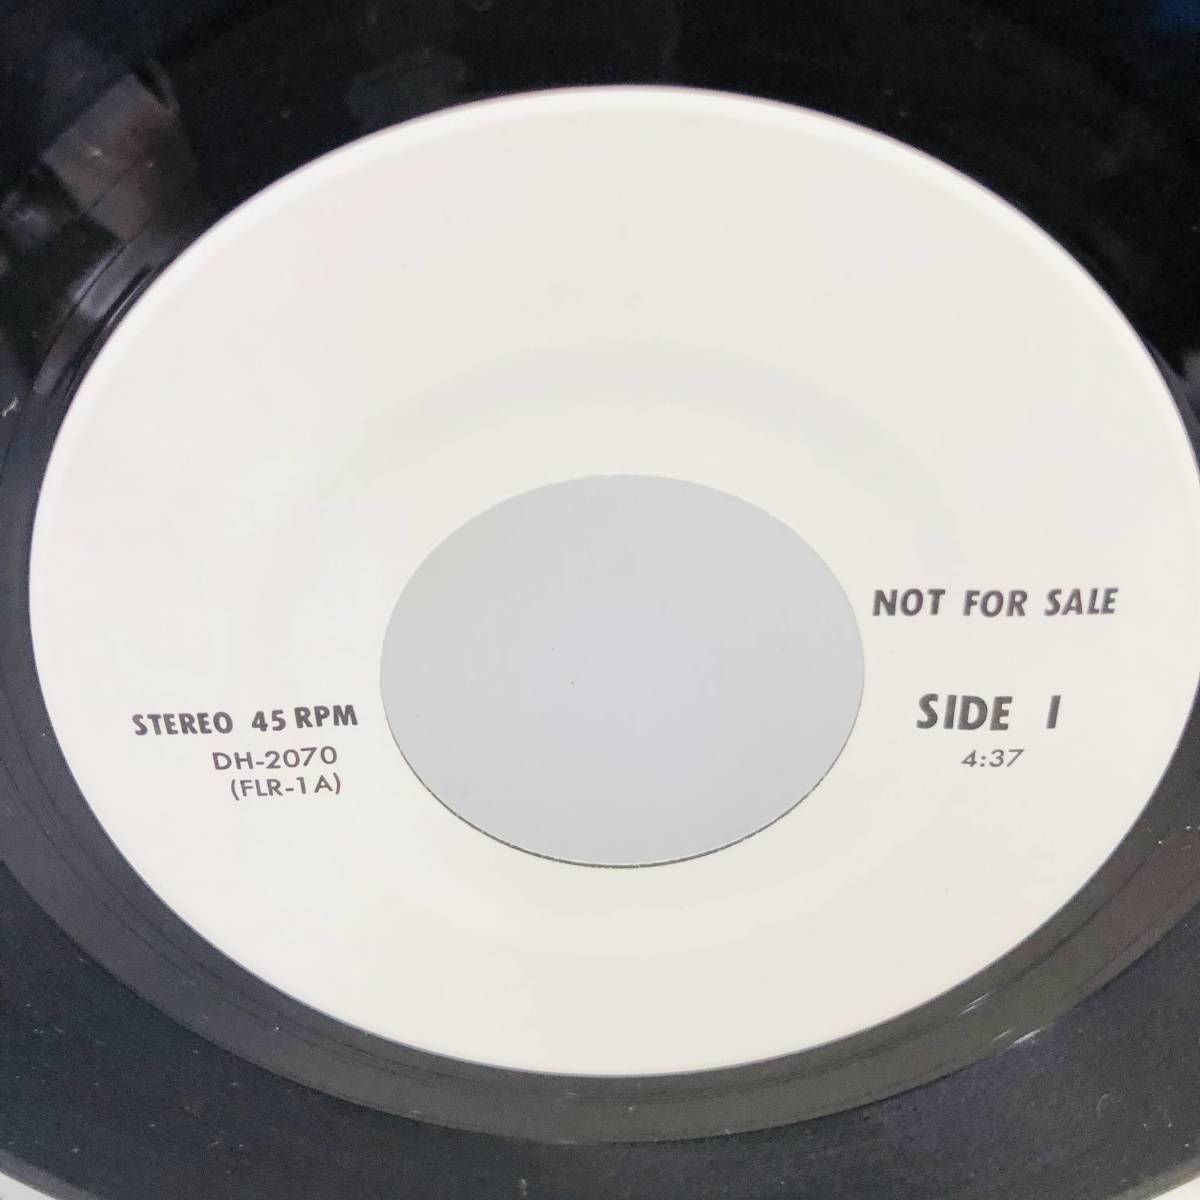 NOT FOR SALE
STEREO 45 RPM
DH-2070
(FLR-1A)
SIDE 1
4:37